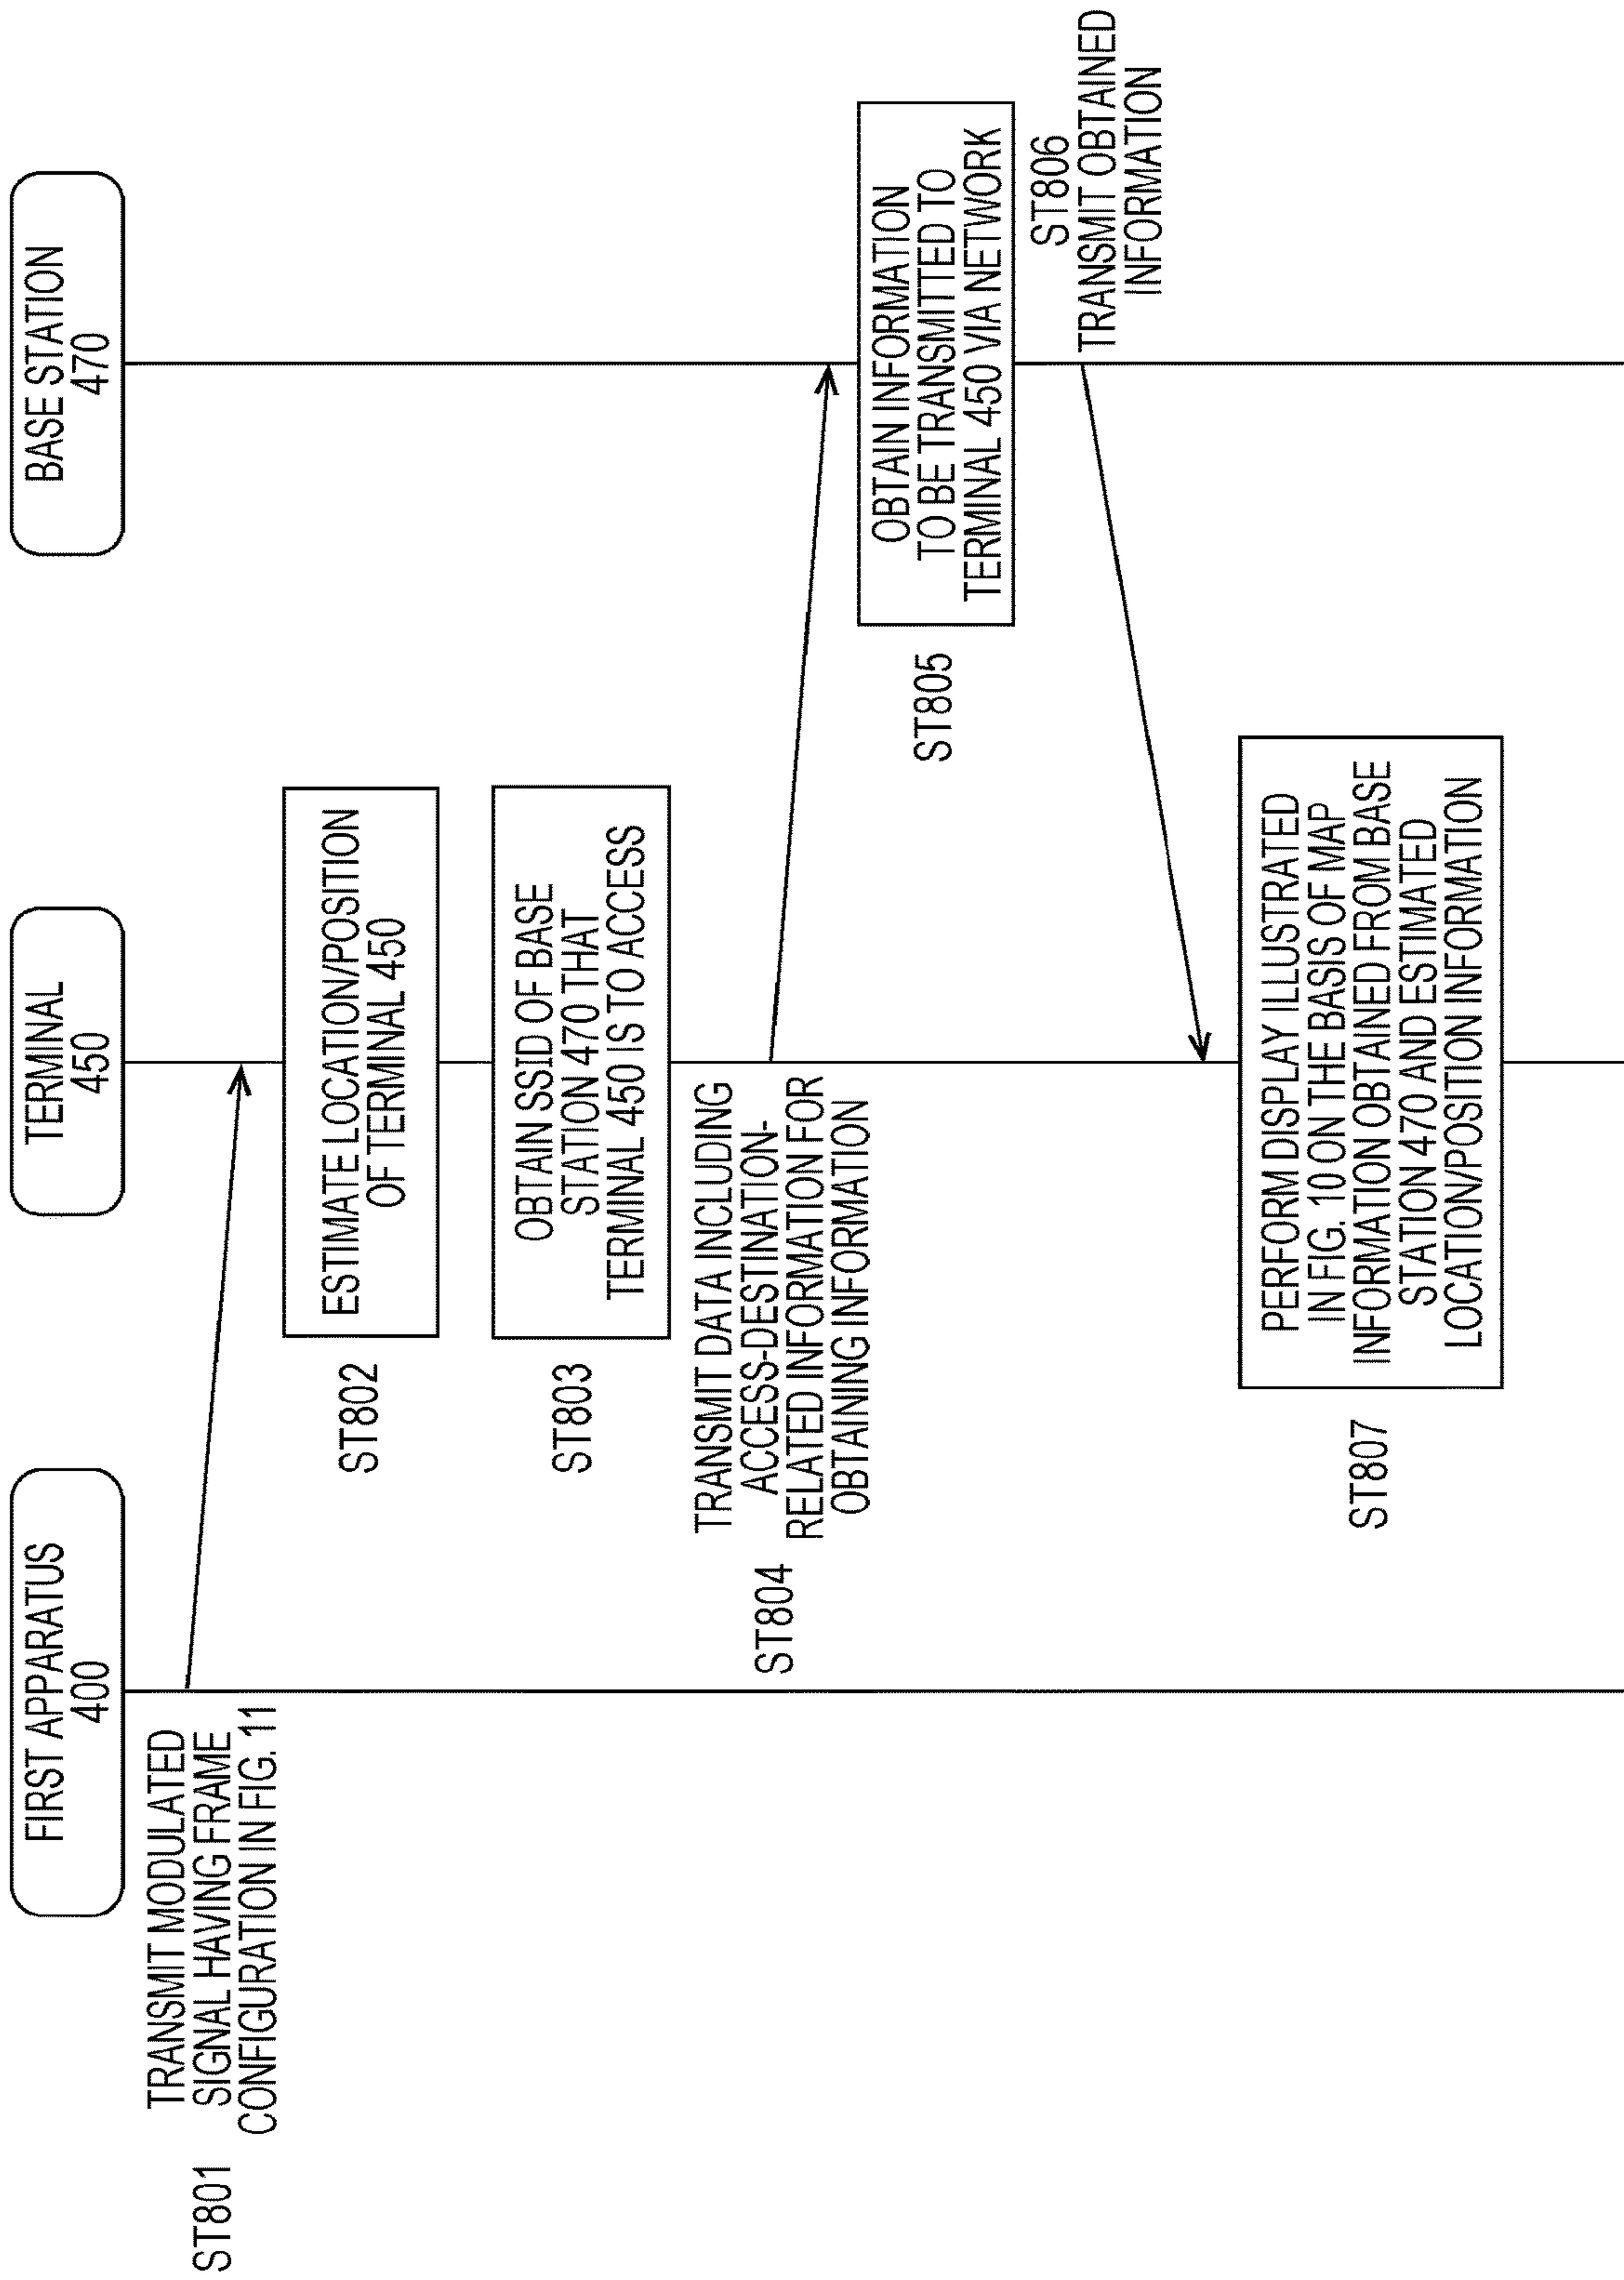 FIRST APPARATUS
400
TERMINAL
450
BASE STATION
470
ST801
TRANSMIT MODULATED
SIGNAL HAVING FRAME
CONFIGURATION IN FIG. 11
ST802
ESTIMATE LOCATION/POSITION
OF TERMINAL 450
ST803
OBTAIN SSID OF BASE
STATION 470 THAT
TERMINAL 450 IS TO ACCESS
ST804
TRANSMIT DATA INCLUDING
ACCESS-DESTINATION-
RELATED INFORMATION FOR
OBTAINING INFORMATION
ST805
OBTAIN INFORMATION
TO BE TRANSMITTED TO
TERMINAL 450 VIA NETWORK
ST806
TRANSMIT OBTAINED
INFORMATION
ST807
PERFORM DISPLAY ILLUSTRATED
IN FIG. 10 ON THE BASIS OF MAP
INFORMATION OBTAINED FROM BASE
STATION 470 AND ESTIMATED
LOCATION/POSITION INFORMATION